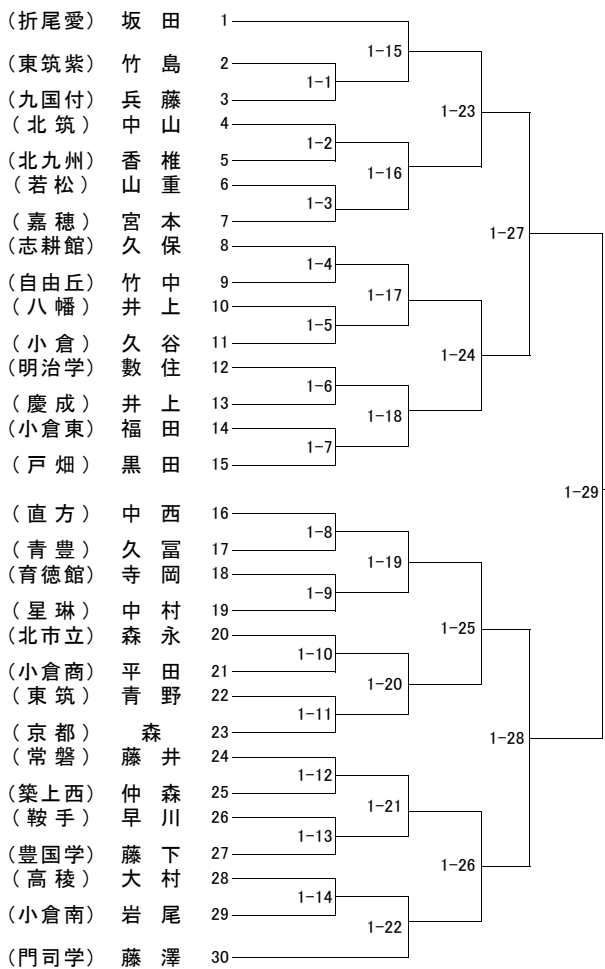 (折尾愛) 坂 田 1
1-15
(東筑紫) 竹 島 2
1-1
(九国付) 兵 藤 3
1-23
(北筑) 中 山 4
1-2
(北九州) 香 椎 5
1-16
(若松) 山 重 6
1-3
(嘉穂) 宮 本 7
1-27
(志耕館) 久 保 8
1-4
(自由丘) 竹 中 9
1-17
(八幡) 井 上 10
1-5
(小倉) 久 谷 11
1-24
(明治学) 數 住 12
1-6
(慶成) 井 上 13
1-18
(小倉東) 福 田 14
1-7
(戸畑) 黒 田 15
1-29
(直方) 中 西 16
1-8
(青豊) 久 冨 17
1-19
(育徳館) 寺 岡 18
1-9
(星琳) 中 村 19
1-25
(北市立) 森 永 20
1-10
(小倉商) 平 田 21
1-20
(東筑) 青 野 22
1-11
(京都) 森 23
1-28
(常磐) 藤 井 24
1-12
(築上西) 仲 森 25
1-21
(鞍手) 早 川 26
1-13
(豊国学) 藤 下 27
1-26
(高稜) 大 村 28
1-14
(小倉南) 岩 尾 29
1-22
(門司学) 藤 澤 30